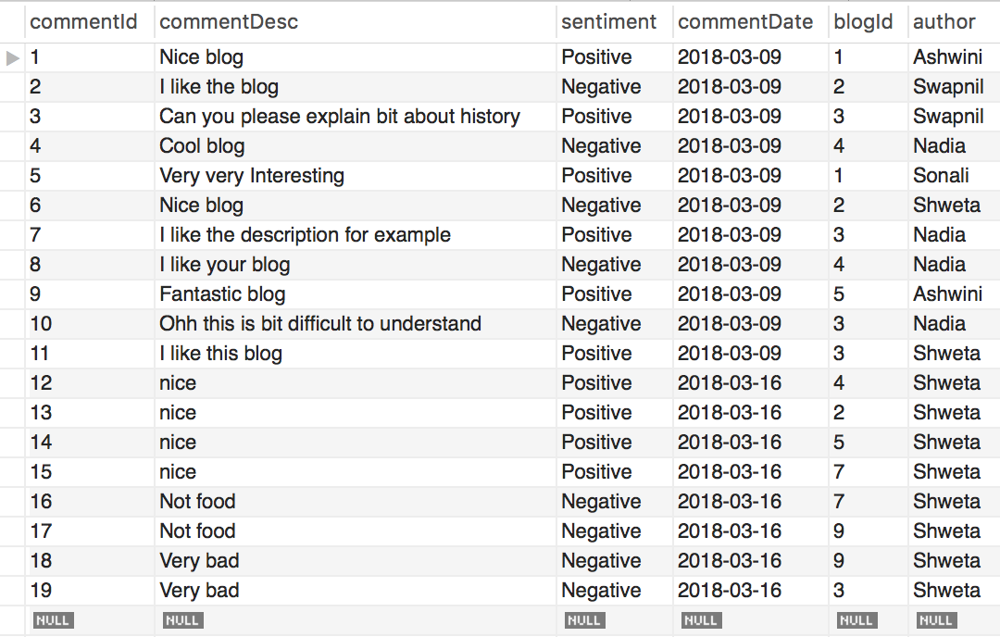 commentId commentDesc sentiment commentDate blogId author
1 Nice blog Positive 2018-03-09 1 Ashwini
2 I like the blog Negative 2018-03-09 2 Swapnil
3 Can you please explain bit about history Positive 2018-03-09 3 Swapnil
4 Cool blog Negative 2018-03-09 4 Nadia
5 Very very Interesting Positive 2018-03-09 1 Sonali
6 Nice blog Negative 2018-03-09 2 Shweta
7 I like the description for example Positive 2018-03-09 3 Nadia
8 I like your blog Negative 2018-03-09 4 Nadia
9 Fantastic blog Positive 2018-03-09 5 Ashwini
10 Ohh this is bit difficult to understand Negative 2018-03-09 3 Nadia
11 I like this blog Positive 2018-03-09 3 Shweta
12 nice Positive 2018-03-16 4 Shweta
13 nice Positive 2018-03-16 2 Shweta
14 nice Positive 2018-03-16 5 Shweta
15 nice Positive 2018-03-16 7 Shweta
16 Not food Negative 2018-03-16 7 Shweta
17 Not food Negative 2018-03-16 9 Shweta
18 Very bad Negative 2018-03-16 9 Shweta
19 Very bad Negative 2018-03-16 3 Shweta
NULL NULL NULL NULL NULL NULL